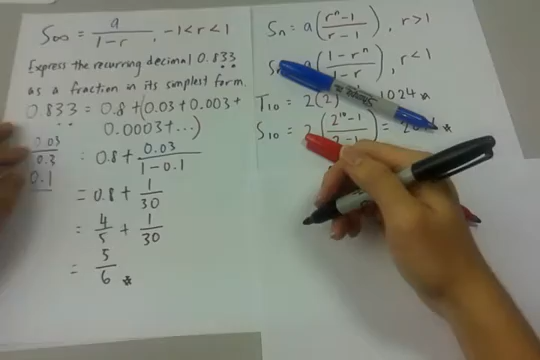 S∞ = a/(1-r), -1<r<1
Express the recurring decimal 0.833
as a fraction in its simplest form.
0.833 = 0.8+(0.03+0.003+
0.0003+...)
0.03
0.3
0.1
= 0.8 + 0.03/(1-0.1)
= 0.8 + 1/30
= 4/5 + 1/30
= 5/6
Sn = a((r^n-1)/(r-1)), r>1
a((1-r^n)/(1-r)), r<1
T10 = 2(2) 1024
S10 = 2((2^10-1)/(2-1)) =